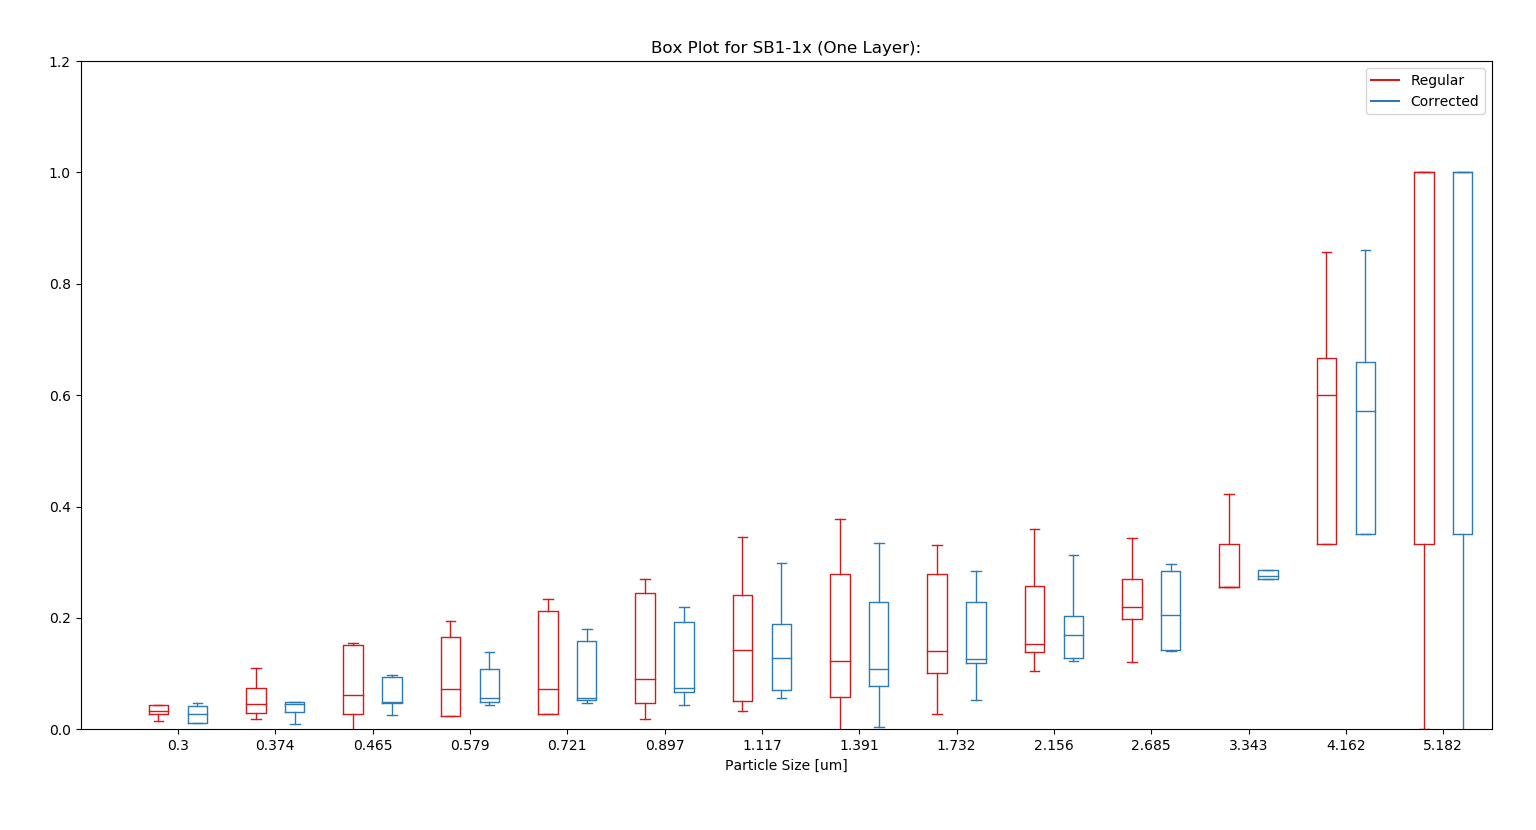 Box Plot for SB1-1x (One Layer):
1.2
Regular
Corrected
1.0
0.8
0.6
0.4
0.2
0.0
0.3 0.374 0.465 0.579 0.721 0.897 1.117 1.391 1.732 2.156 2.685 3.343 4.162 5.182
Particle Size [um]